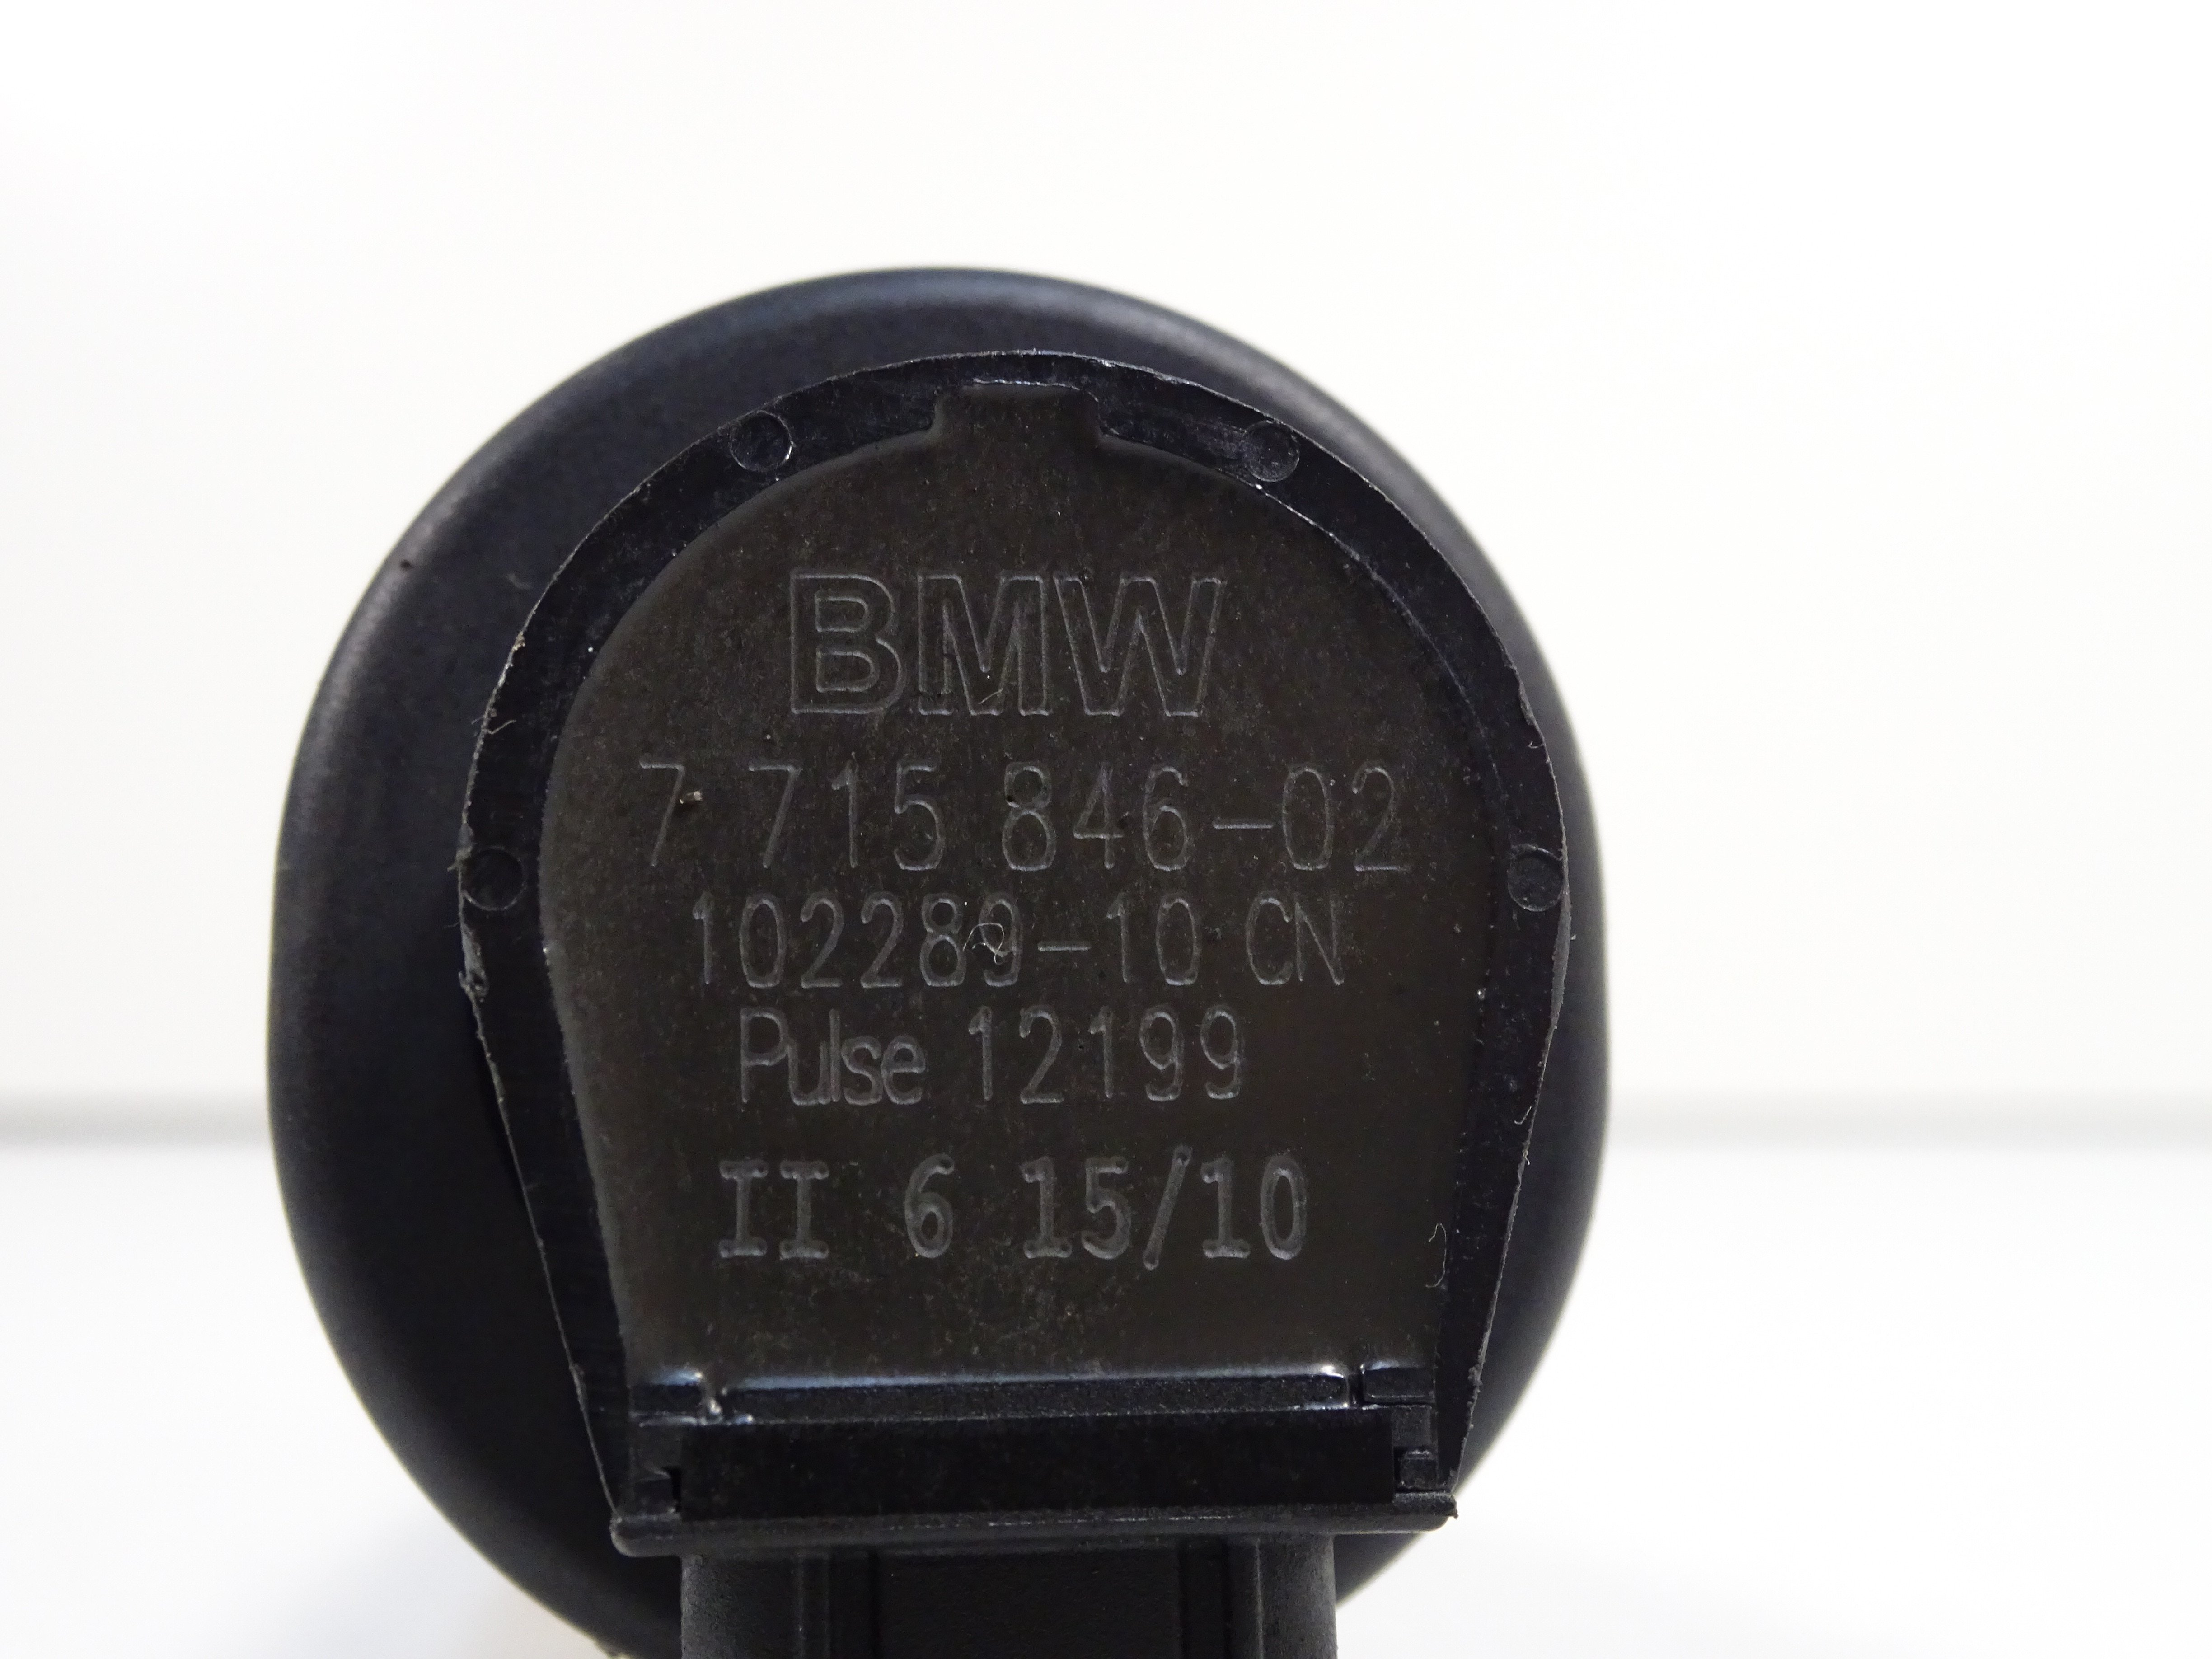 BMW
7 715 846-02
102289-10 CN
Pulse 12199
II 6 15/10